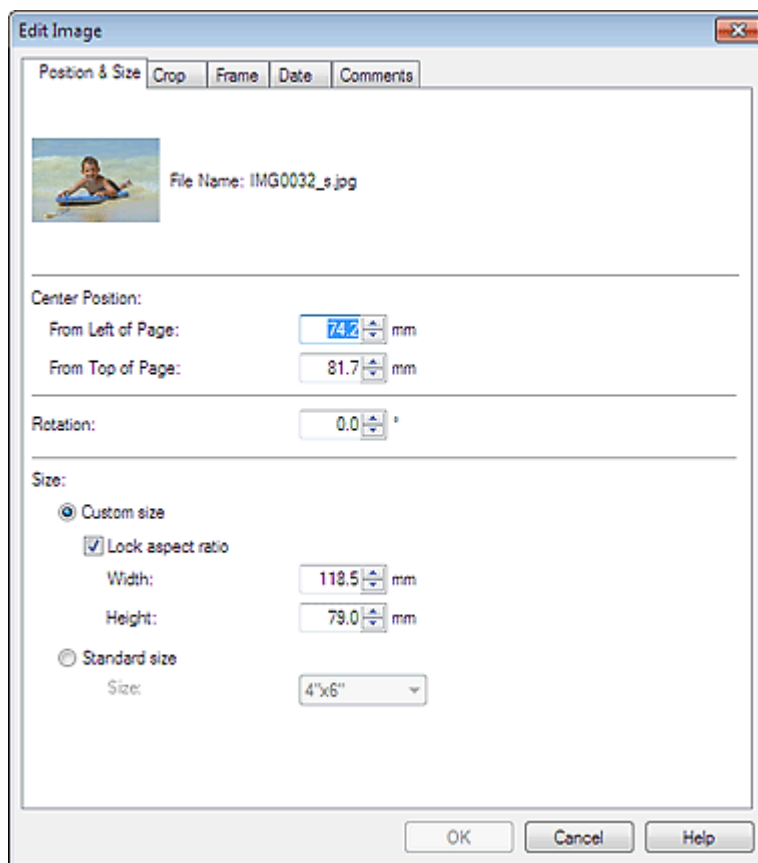 Edit Image
Position & Size Crop Frame Date Comments
File Name: IMG0032_s.jpg
Center Position:
From Left of Page: 74.2 mm
From Top of Page: 81.7 mm
Rotation: 0.0 °
Size:
Custom size
Lock aspect ratio
Width: 118.5 mm
Height: 79.0 mm
Standard size
Size: 4"x6"
OK Cancel Help